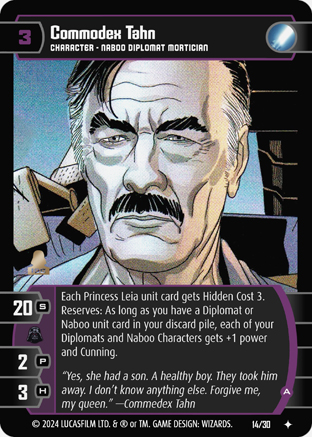 3
Commodex Tahn
CHARACTER • NABOO DIPLOMAT MORTICIAN
20 S
2 P
3 H
Each Princess Leia unit card gets Hidden Cost 3.
Reserves: As long as you have a Diplomat or
Naboo unit card in your discard pile, each of your
Diplomats and Naboo Characters gets +1 power
and Cunning.
"Yes, she had a son. A healthy boy. They took him
away. I don't know anything else. Forgive me,
my queen." —Commedex Tahn
A
© 2024 LUCASFILM LTD. & ® or TM. GAME DESIGN: WIZARDS.
14/30